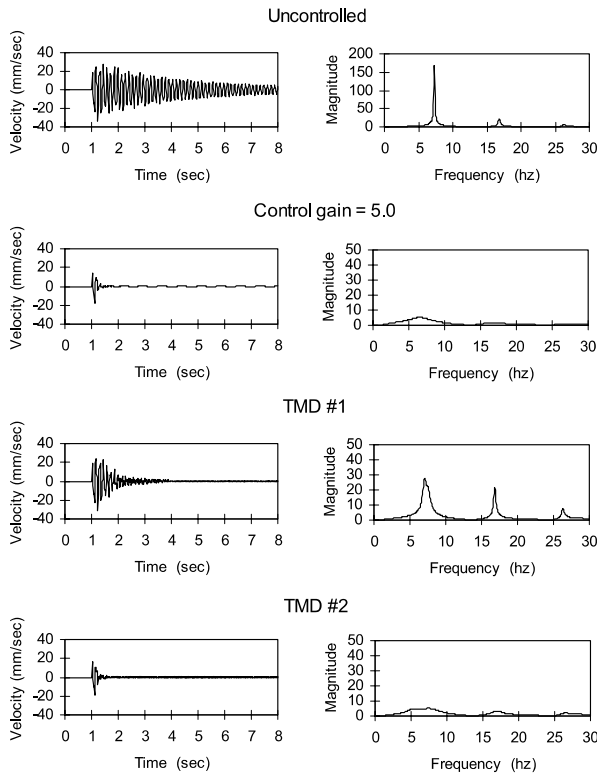 Uncontrolled
Velocity (mm/sec)
40
20
0
-20
-40
0 1 2 3 4 5 6 7 8
Time (sec)
Magnitude
200
150
100
50
0
0 5 10 15 20 25 30
Frequency (hz)
Control gain = 5.0
Velocity (mm/sec)
40
20
0
-20
-40
0 1 2 3 4 5 6 7 8
Time (sec)
Magnitude
50
40
30
20
10
0
0 5 10 15 20 25 30
Frequency (hz)
TMD #1
Velocity (mm/sec)
40
20
0
-20
-40
0 1 2 3 4 5 6 7 8
Time (sec)
Magnitude
50
40
30
20
10
0
0 5 10 15 20 25 30
Frequency (hz)
TMD #2
Velocity (mm/sec)
40
20
0
-20
-40
0 1 2 3 4 5 6 7 8
Time (sec)
Magnitude
50
40
30
20
10
0
0 5 10 15 20 25 30
Frequency (hz)